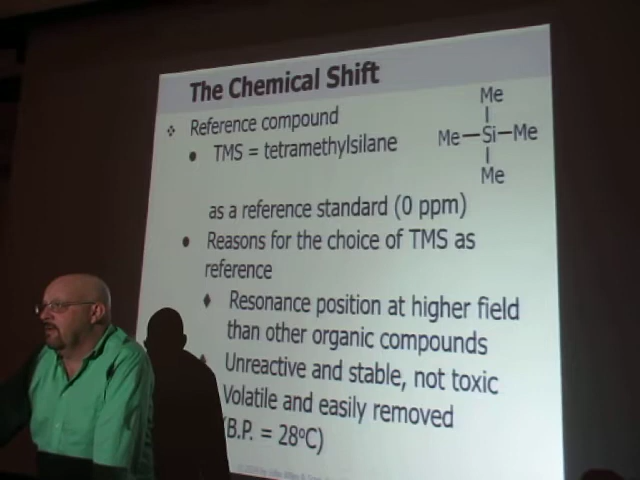 The Chemical Shift
Reference compound
TMS = tetramethylsilane
Me
Me Si Me
Me
as a reference standard (0 ppm)
Reasons for the choice of TMS as
reference
Resonance position at higher field
than other organic compounds
Unreactive and stable, not toxic
Volatile and easily removed
(B.P. = 28°C)